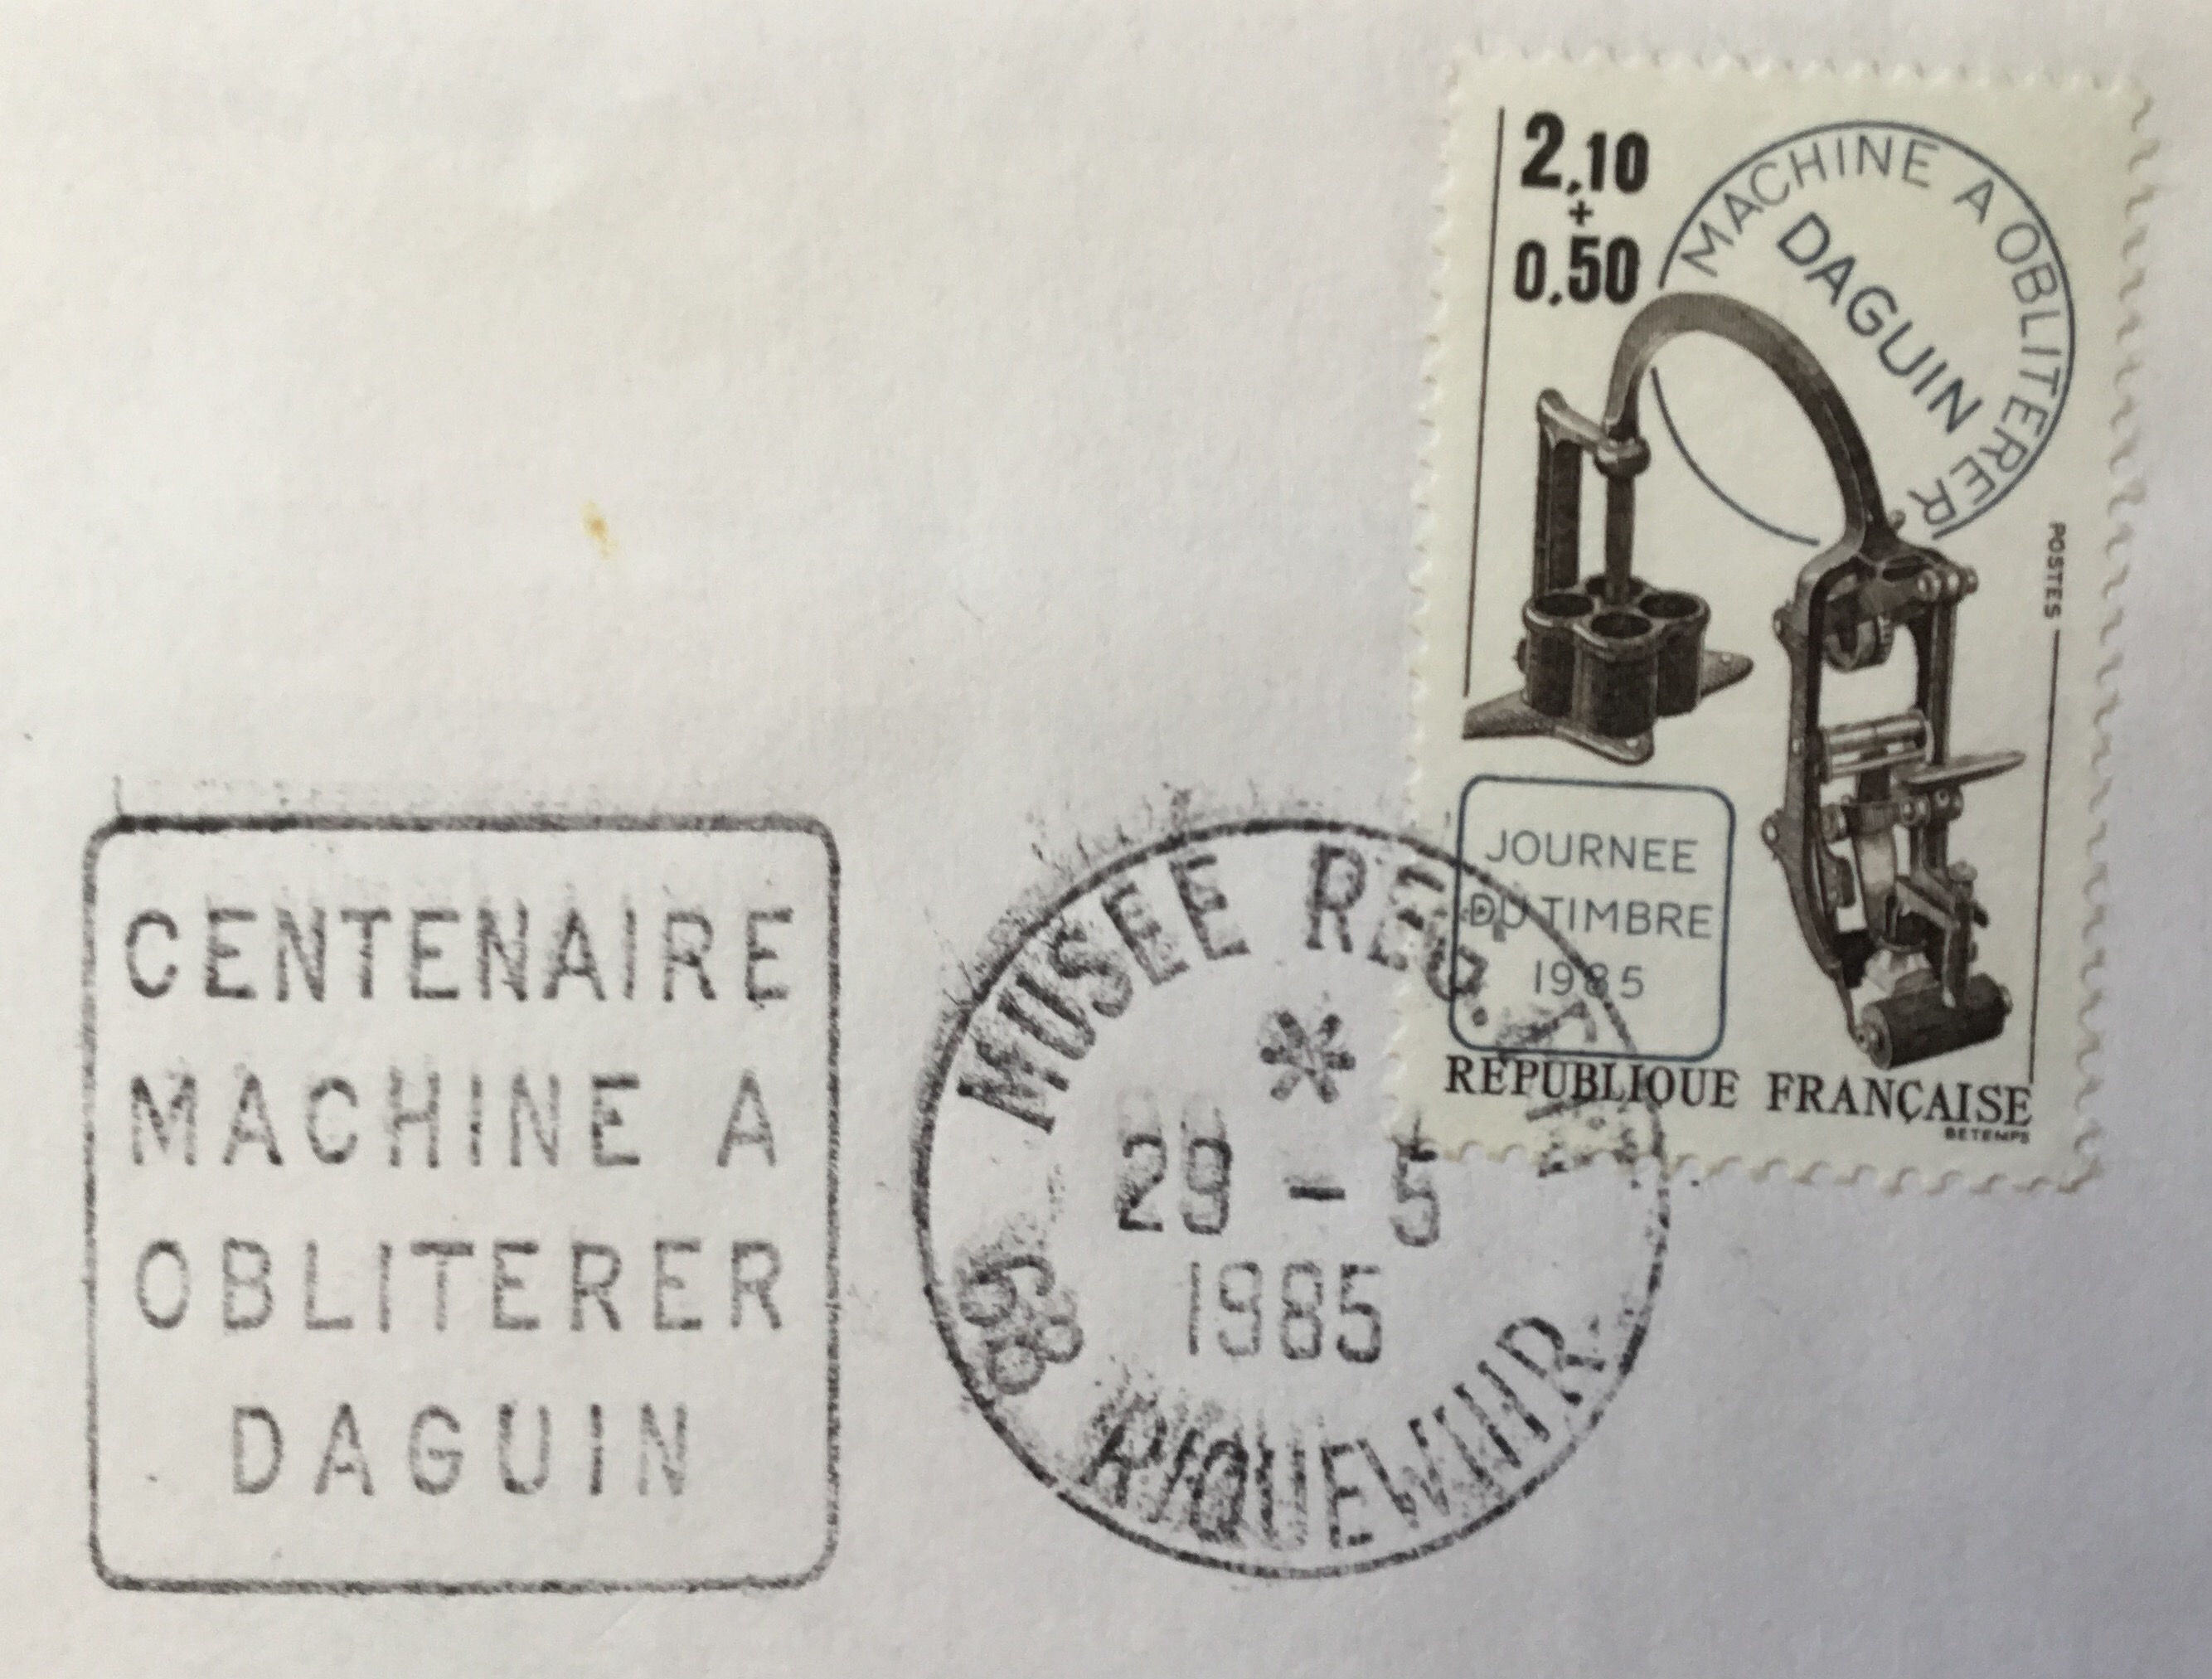 2,10
+
0,50
MACHINE A OBLITERER
DAGUIN
POSTES
JOURNEE
DU TIMBRE
1985
REPUBLIQUE FRANÇAISE
BETEMPS
CENTENAIRE
MACHINE A
OBLITERER
DAGUIN
MUSEE REG.
29 - 5
1985
68 RIQUEWIHR